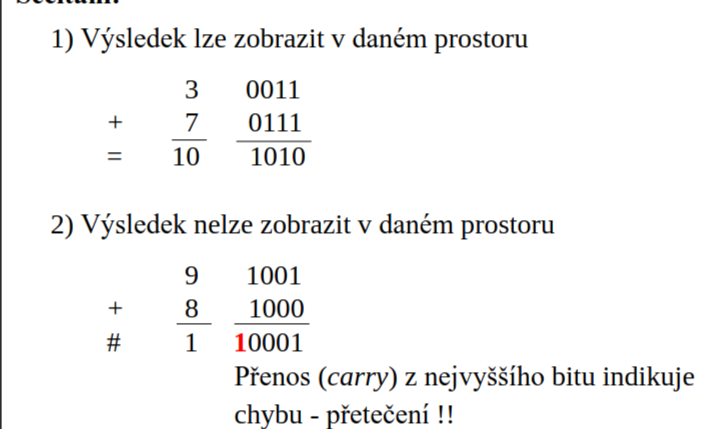 Sčítání:
1) Výsledek lze zobrazit v daném prostoru
3 0011
+ 7 0111
= 10 1010
2) Výsledek nelze zobrazit v daném prostoru
9 1001
+ 8 1000
# 1 10001
Přenos (carry) z nejvyššího bitu indikuje
chybu - přetečení !!